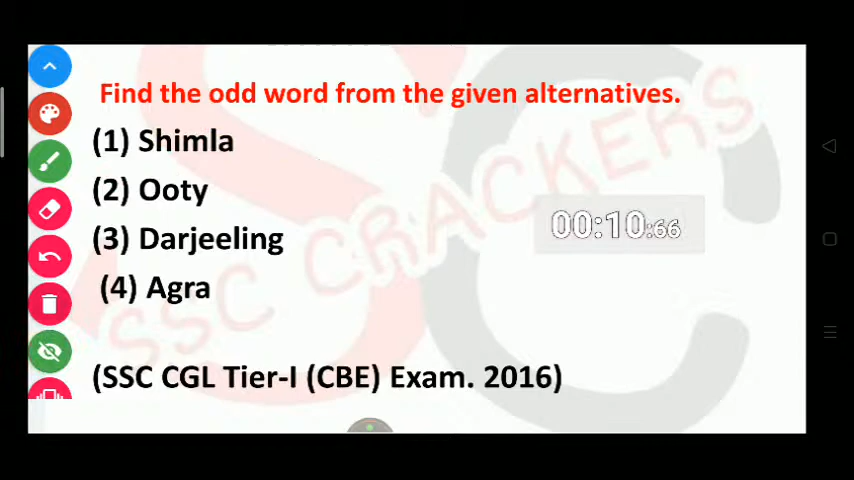 Find the odd word from the given alternatives.
(1) Shimla
(2) Ooty
00:10:66
(3) Darjeeling
(4) Agra
SSC CRACKERS
(SSC CGL Tier-I (CBE) Exam. 2016)